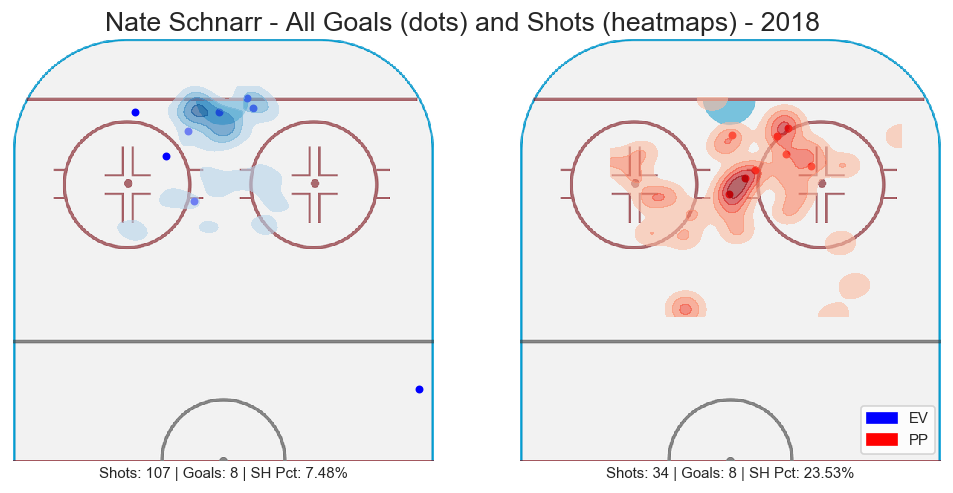 Nate Schnarr - All Goals (dots) and Shots (heatmaps) - 2018
EV
PP
Shots: 107 | Goals: 8 | SH Pct: 7.48%
Shots: 34 | Goals: 8 | SH Pct: 23.53%